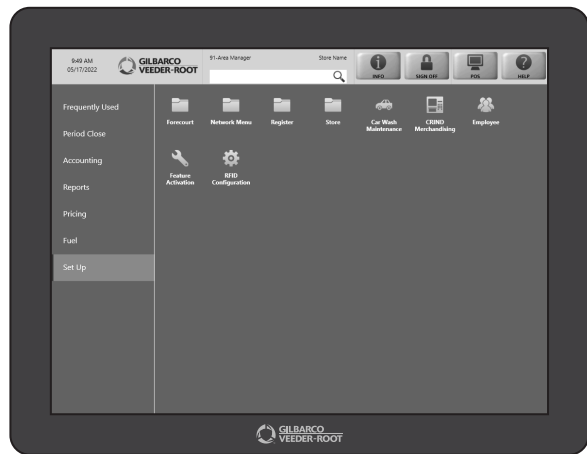 9:49 AM
05/17/2022
GILBARCO
VEEDER-ROOT
91-Area Manager
Store Name
INFO
SIGN OFF
POS
HELP
Frequently Used
Period Close
Accounting
Reports
Pricing
Fuel
Set Up
Forecourt
Network Menu
Register
Store
Car Wash
Maintenance
CRIND
Merchandising
Employee
Feature
Activation
RFID
Configuration
GILBARCO
VEEDER-ROOT